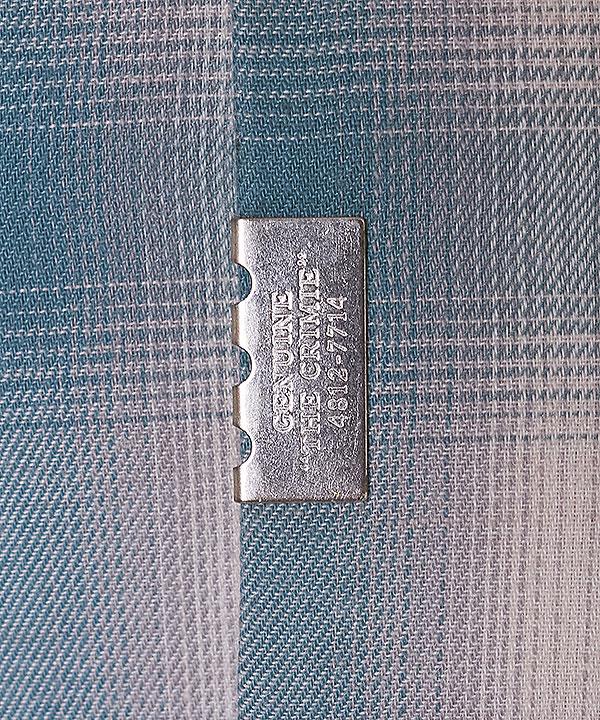 GENUINE
“THE CRIMIE”
4812-7714